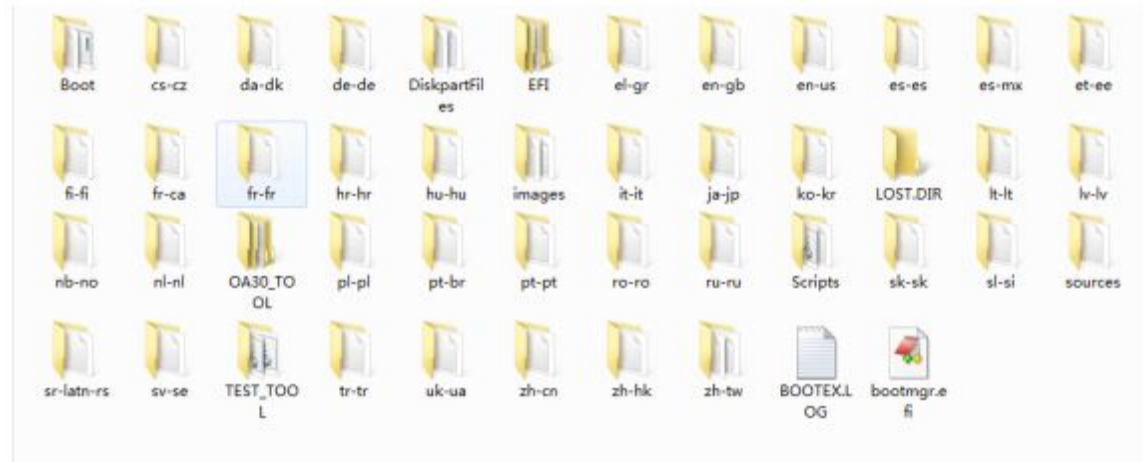 Boot cs-cz da-dk de-de DiskpartFil EFI el-gr en-gb en-us es-es es-mx et-ee
es
fi-fi fr-ca fr-fr hr-hr hu-hu images it-it ja-jp ko-kr LOST.DIR lt-lt lv-lv
nb-no nl-nl OA30_TO pl-pl pt-br pt-pt ro-ro ru-ru Scripts sk-sk sl-si sources
OL
sr-latn-rs sv-se TEST_TOO tr-tr uk-ua zh-cn zh-hk zh-tw BOOTEX.L bootmgr.e
L OG fi